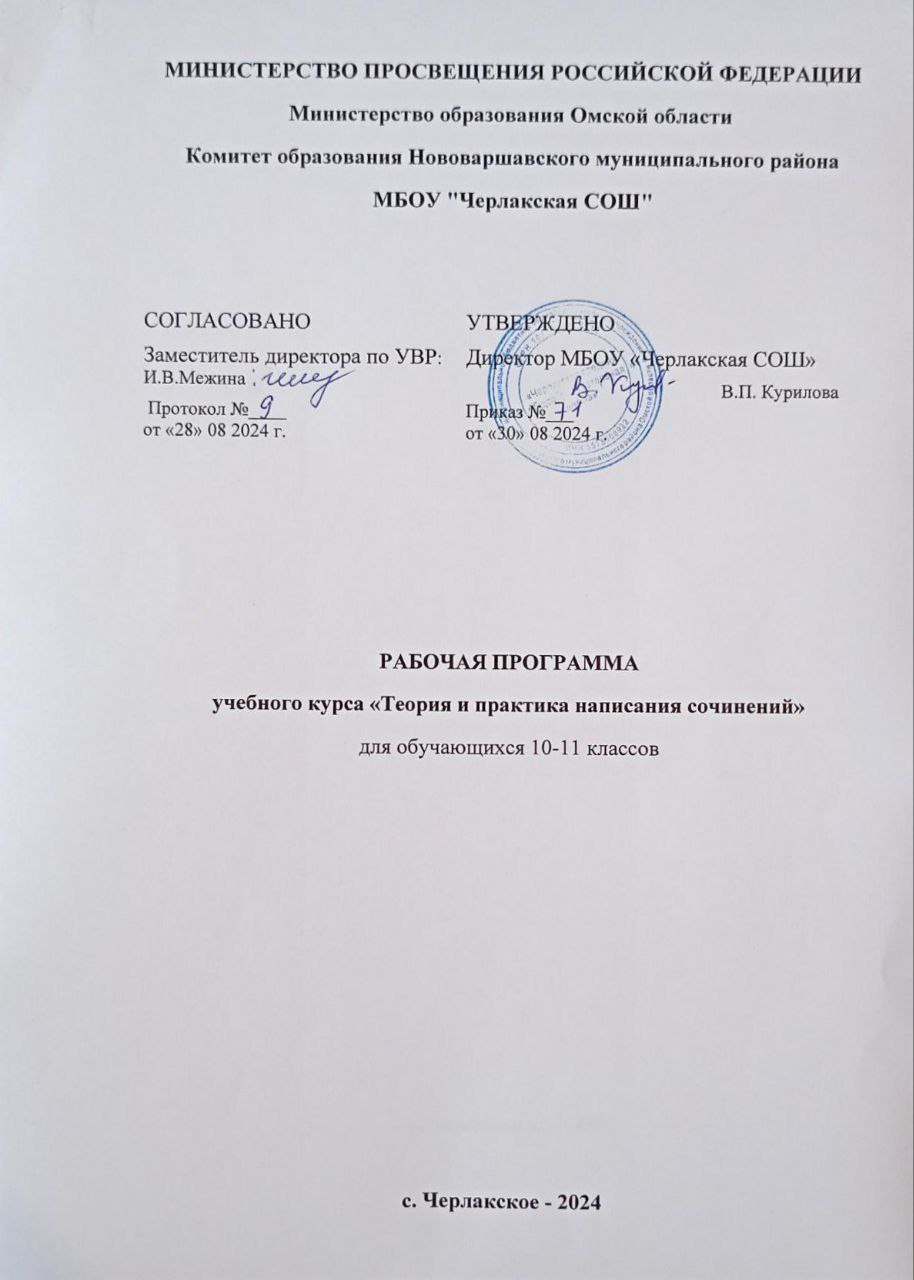 МИНИСТЕРСТВО ПРОСВЕЩЕНИЯ РОССИЙСКОЙ ФЕДЕРАЦИИ
Министерство образования Омской области
Комитет образования Нововаршавского муниципального района
МБОУ "Черлакская СОШ"
СОГЛАСОВАНО
Заместитель директора по УВР:
И.В.Межина
Протокол № 9
от «28» 08 2024 г.
УТВЕРЖДЕНО
Директор МБОУ «Черлакская СОШ»
В.П. Курилова
Приказ № 71
от «30» 08 2024 г.
РАБОЧАЯ ПРОГРАММА
учебного курса «Теория и практика написания сочинений»
для обучающихся 10-11 классов
с. Черлакское - 2024